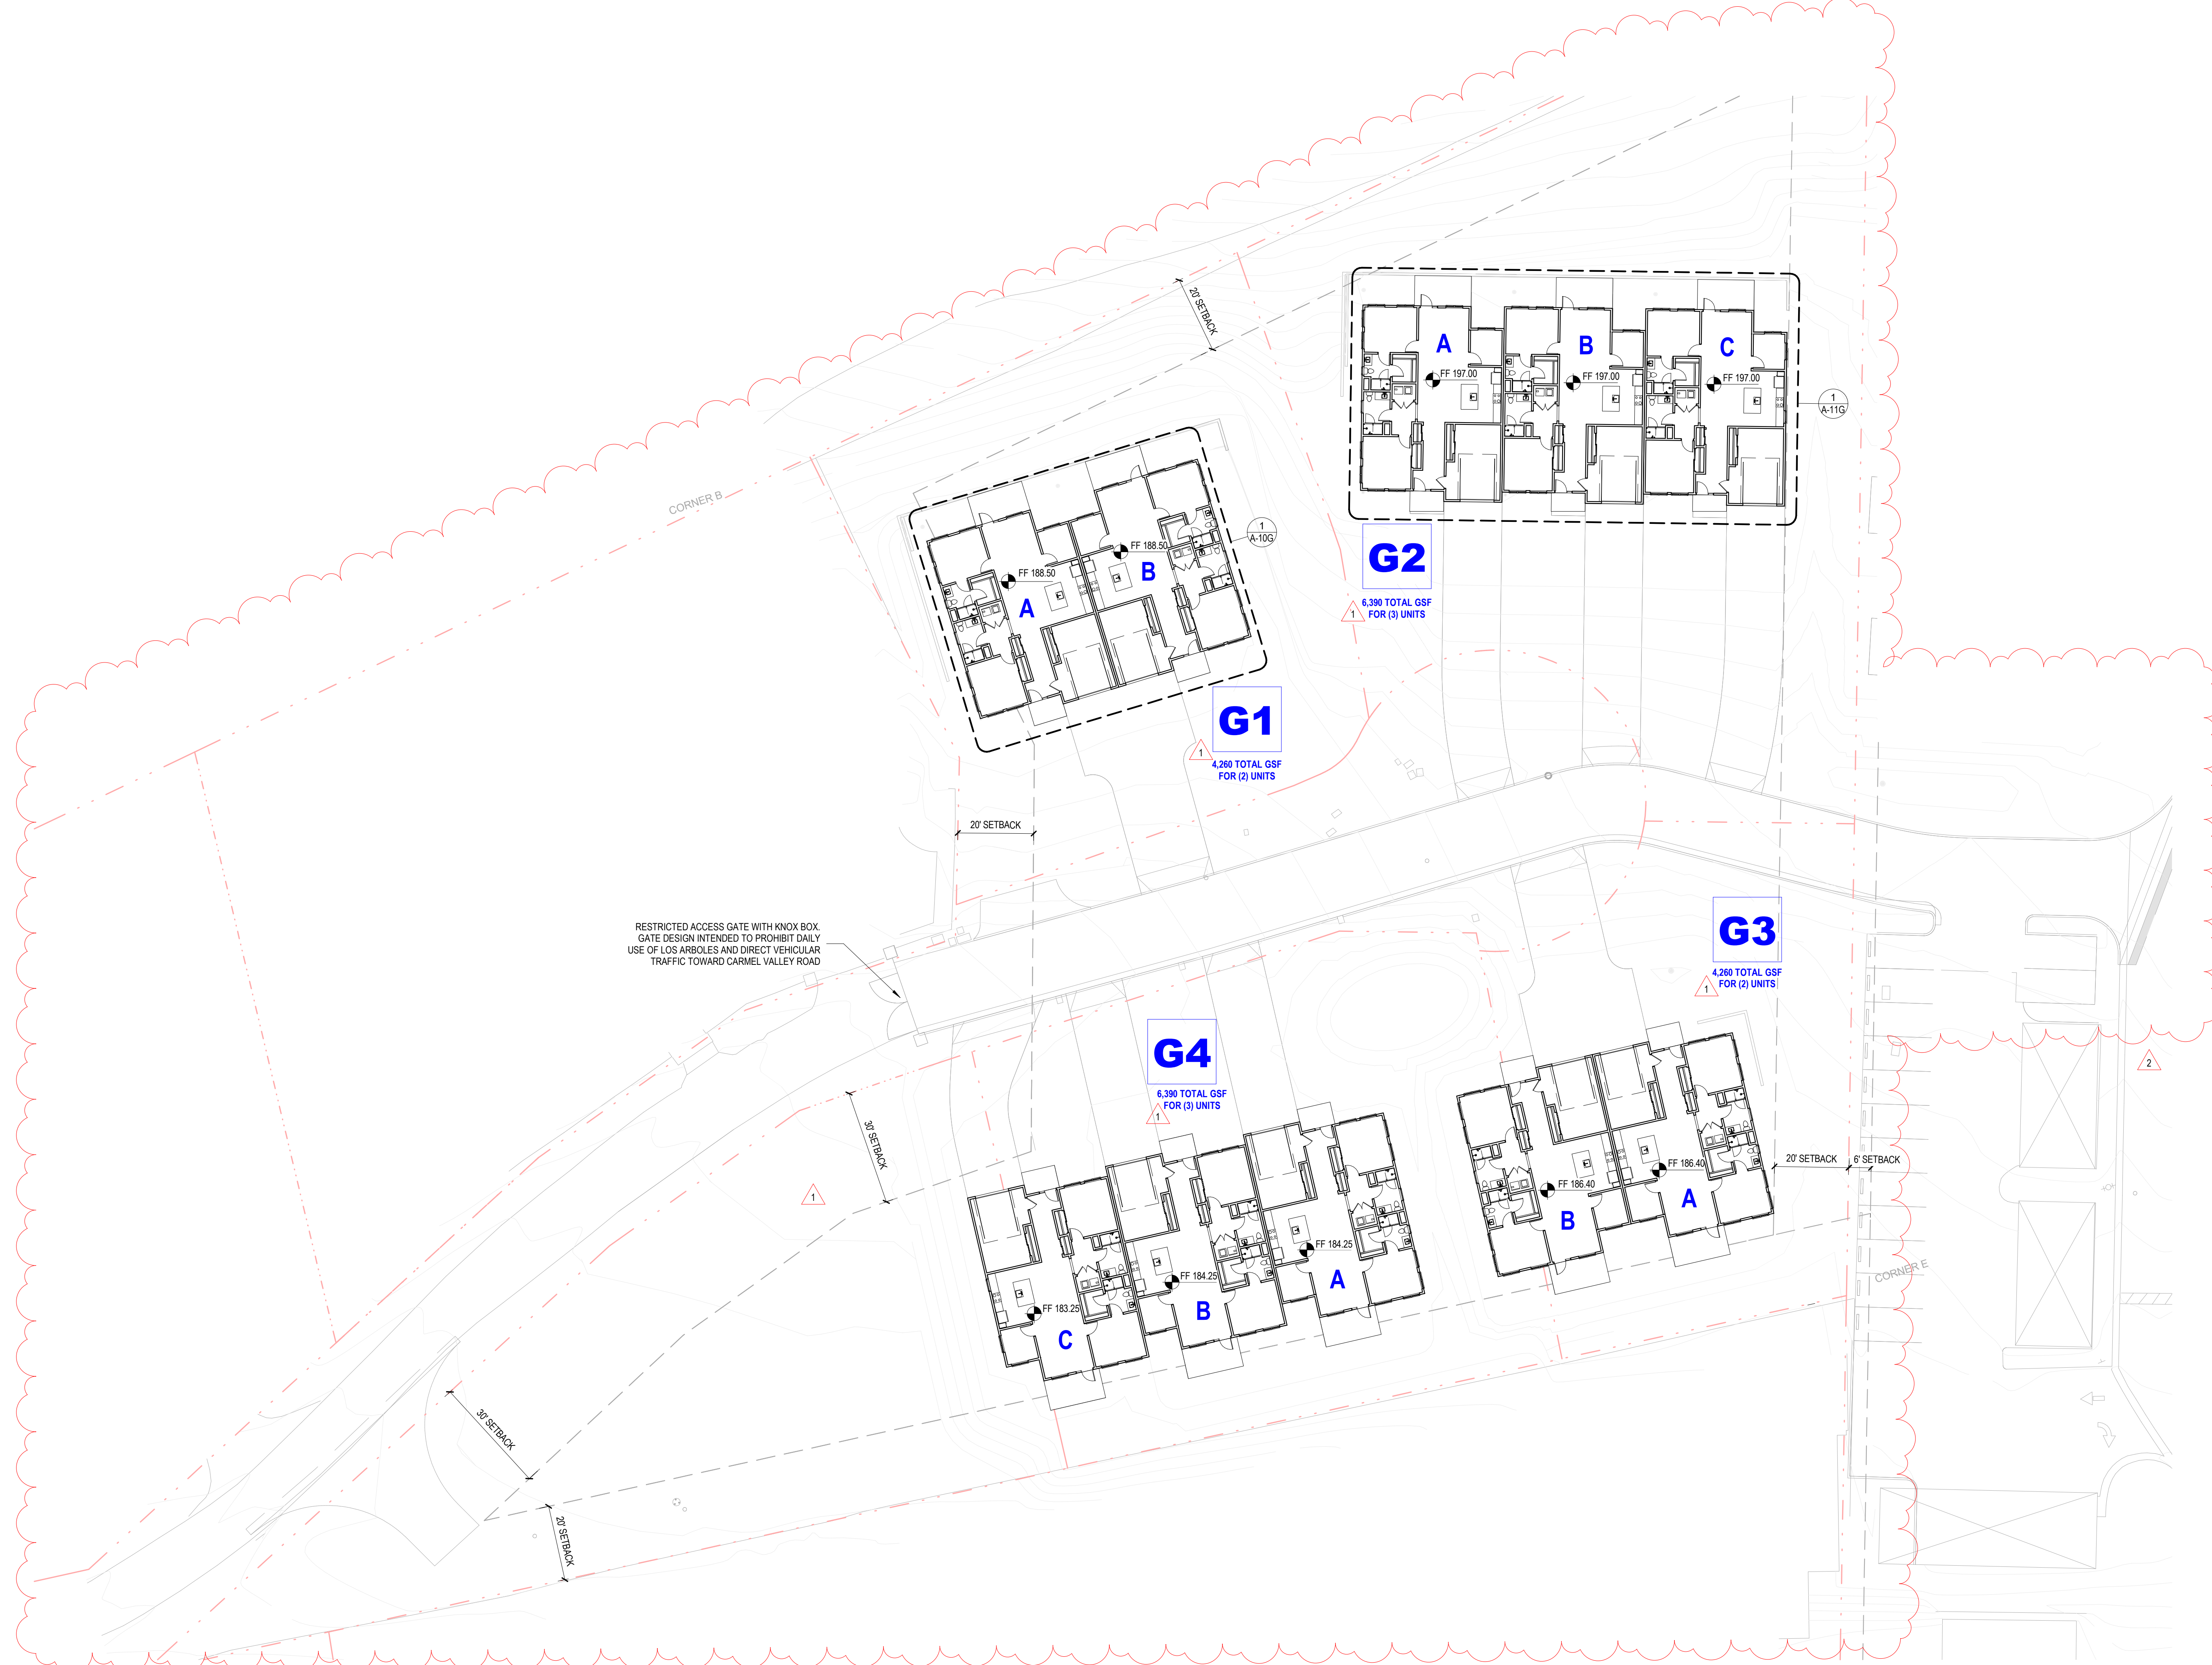 20' SETBACK
A
B
C
FF 197.00
FF 197.00
FF 197.00
1
A-11G
CORNER B
1
A-10G
FF 188.50
B
FF 188.50
A
G2
6,390 TOTAL GSF
FOR (3) UNITS
1
G1
1
4,260 TOTAL GSF
FOR (2) UNITS
20' SETBACK
RESTRICTED ACCESS GATE WITH KNOX BOX.
GATE DESIGN INTENDED TO PROHIBIT DAILY
USE OF LOS ARBOLES AND DIRECT VEHICULAR
TRAFFIC TOWARD CARMEL VALLEY ROAD
G3
4,260 TOTAL GSF
FOR (2) UNITS
1
G4
6,390 TOTAL GSF
FOR (3) UNITS
1
2
30' SETBACK
1
20' SETBACK
6' SETBACK
FF 186.40
FF 186.40
A
B
FF 184.25
A
FF 184.25
B
FF 183.25
C
CORNER E
30' SETBACK
20' SETBACK